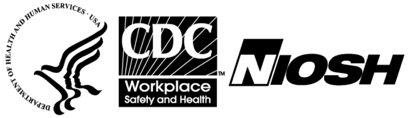 DEPARTMENT OF HEALTH AND HUMAN SERVICES · USA
CDC
TM
Workplace
Safety and Health
NIOSH